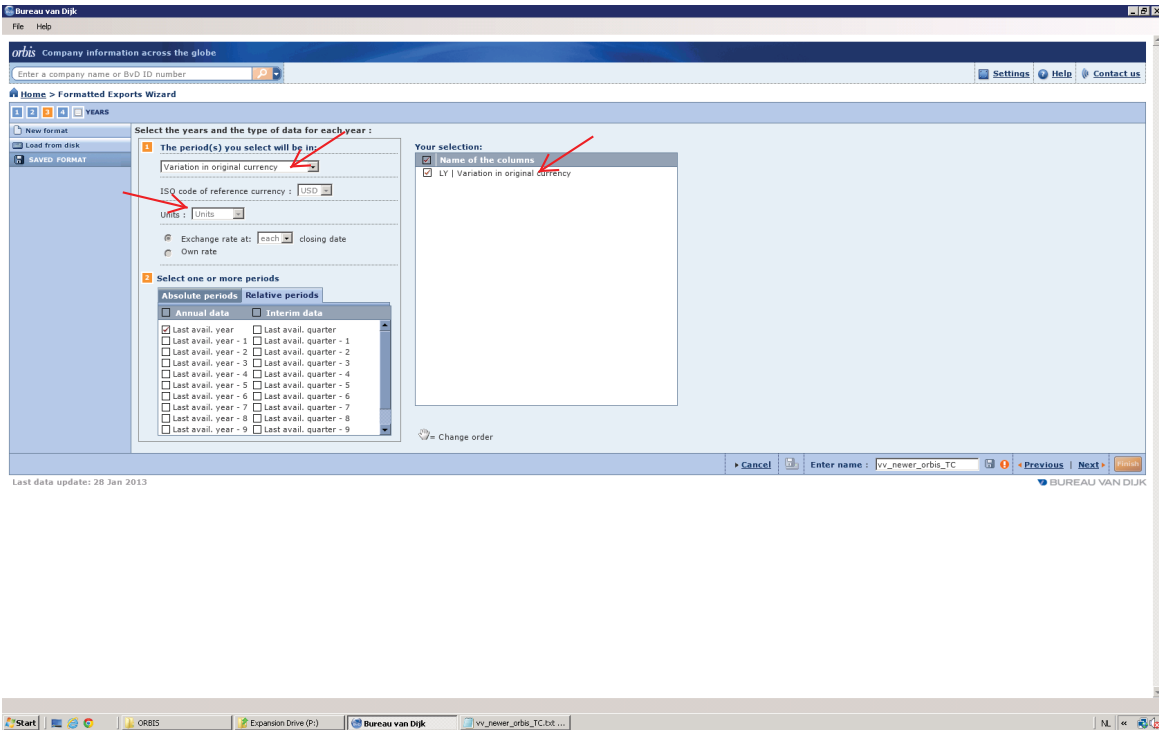 Bureau van Dijk
File Help
orbis Company information across the globe
Enter a company name or BvD ID number
Settings Help Contact us
Home > Formatted Exports Wizard
1 2 3 4 YEARS
New format
Load from disk
SAVED FORMAT
Select the years and the type of data for each year :
1 The period(s) you select will be in:
Variation in original currency
ISO code of reference currency : USD
Units : Units
Exchange rate at: each closing date
Own rate
2 Select one or more periods
Absolute periods Relative periods
Annual data Interim data
Last avail. year Last avail. quarter
Last avail. year - 1 Last avail. quarter - 1
Last avail. year - 2 Last avail. quarter - 2
Last avail. year - 3 Last avail. quarter - 3
Last avail. year - 4 Last avail. quarter - 4
Last avail. year - 5 Last avail. quarter - 5
Last avail. year - 6 Last avail. quarter - 6
Last avail. year - 7 Last avail. quarter - 7
Last avail. year - 8 Last avail. quarter - 8
Last avail. year - 9 Last avail. quarter - 9
Your selection:
Name of the columns
LY | Variation in original currency
= Change order
Cancel Enter name : vv_newer_orbis_TC Previous | Next Finish
Last data update: 28 Jan 2013
BUREAU VAN DIJK
Start ORBIS Expansion Drive (P:) Bureau van Dijk vv_newer_orbis_TC.txt ... NL «